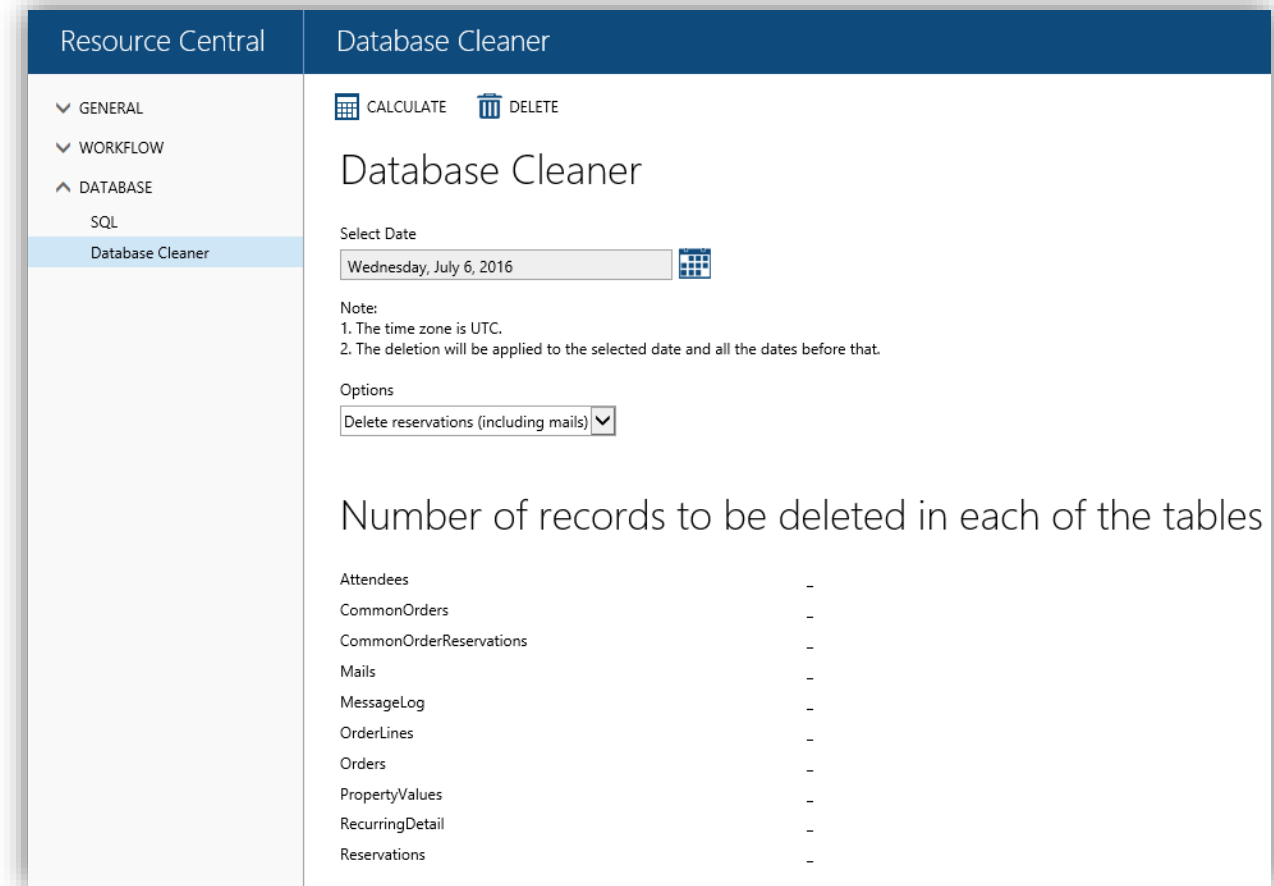 Resource Central
Database Cleaner
GENERAL
WORKFLOW
DATABASE
SQL
Database Cleaner
CALCULATE DELETE
Database Cleaner
Select Date
Wednesday, July 6, 2016
Note:
1. The time zone is UTC.
2. The deletion will be applied to the selected date and all the dates before that.
Options
Delete reservations (including mails)
Number of records to be deleted in each of the tables
Attendees _
CommonOrders _
CommonOrderReservations _
Mails _
MessageLog _
OrderLines _
Orders _
PropertyValues _
RecurringDetail _
Reservations _